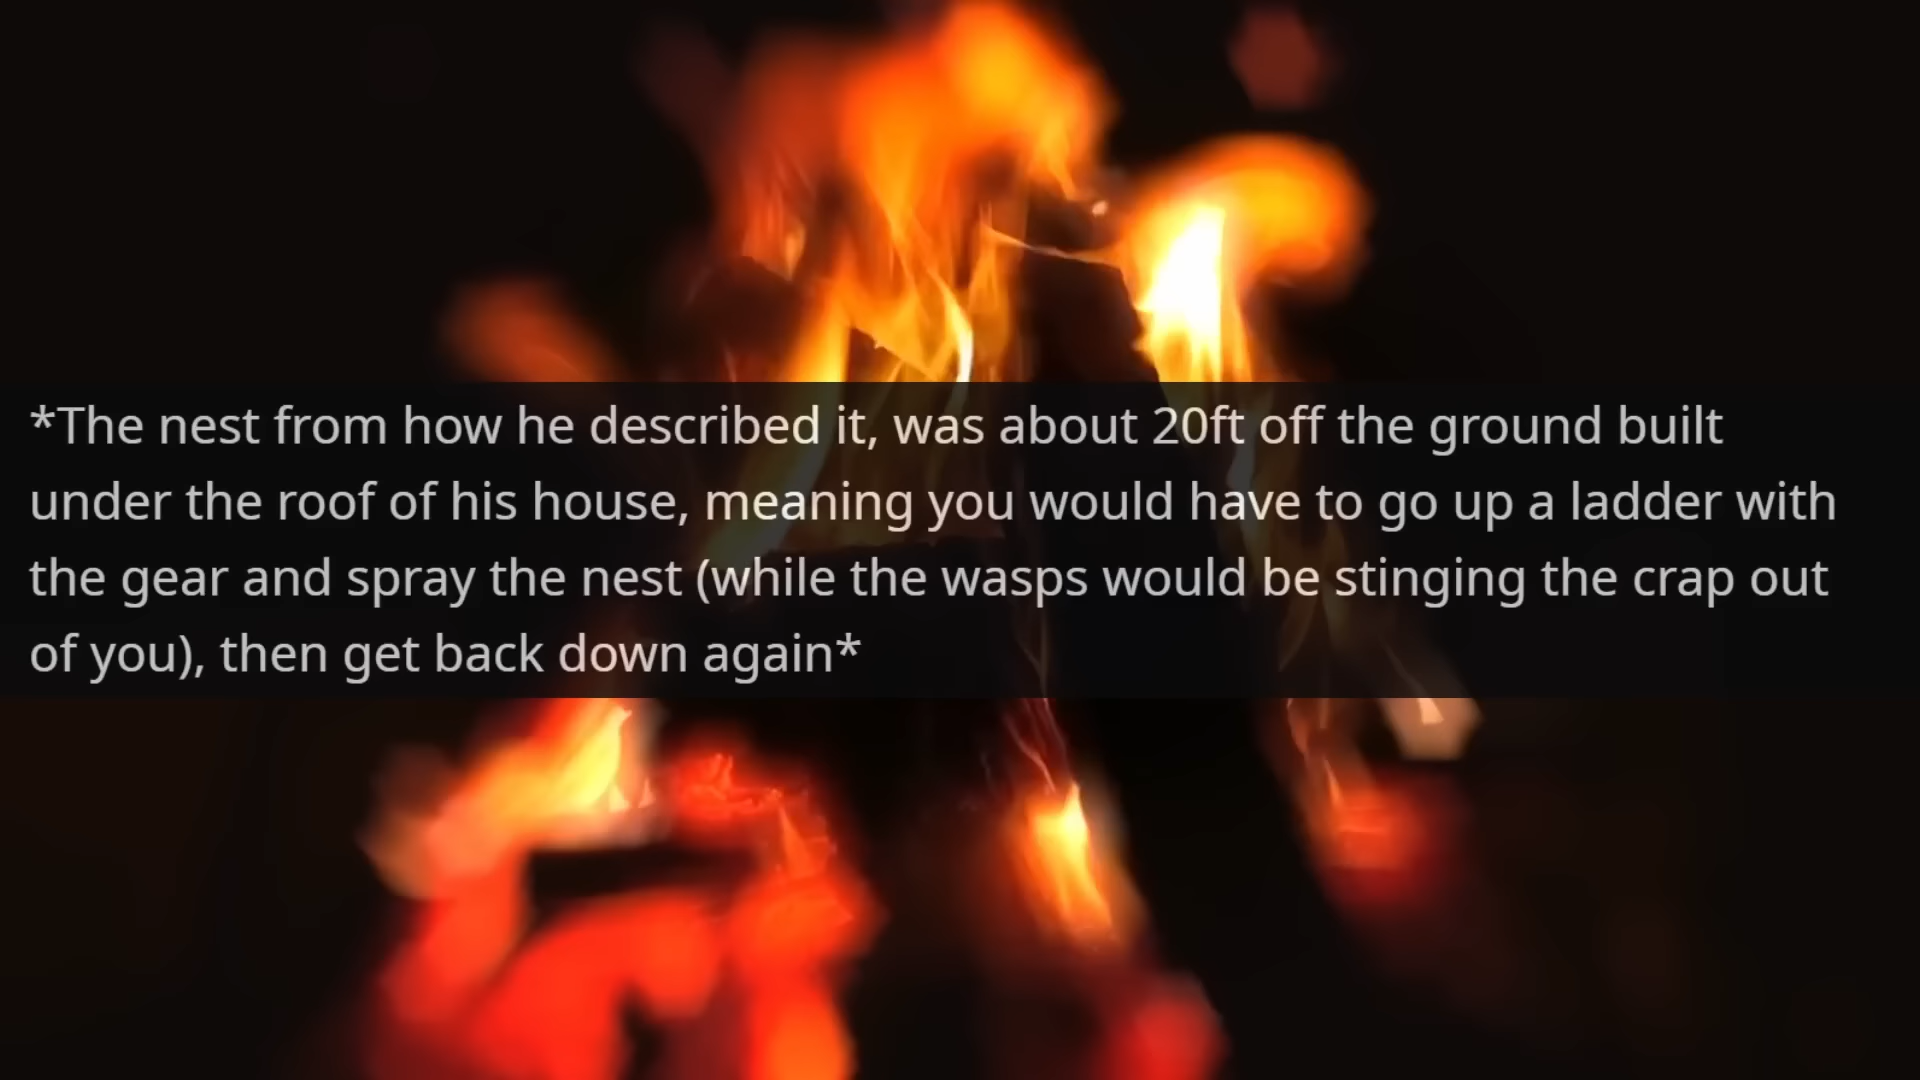 *The nest from how he described it, was about 20ft off the ground built
under the roof of his house, meaning you would have to go up a ladder with
the gear and spray the nest (while the wasps would be stinging the crap out
of you), then get back down again*